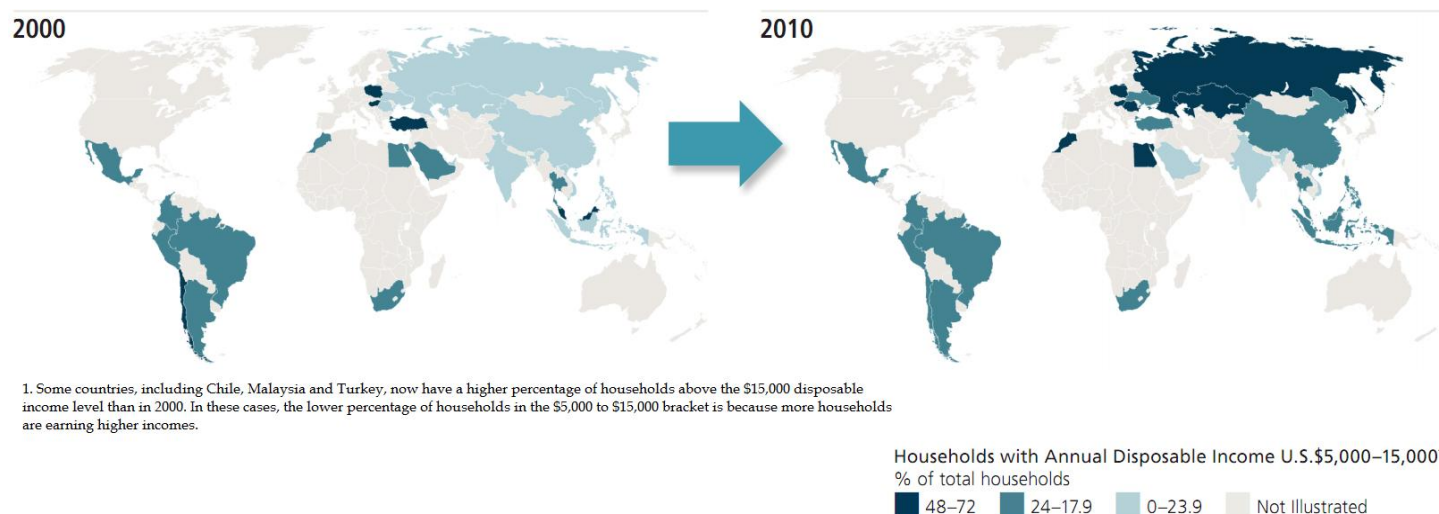 2000
2010
1. Some countries, including Chile, Malaysia and Turkey, now have a higher percentage of households above the $15,000 disposable
income level than in 2000. In these cases, the lower percentage of households in the $5,000 to $15,000 bracket is because more households
are earning higher incomes.
Households with Annual Disposable Income U.S.$5,000–15,000
% of total households
48–72 24–17.9 0–23.9 Not Illustrated